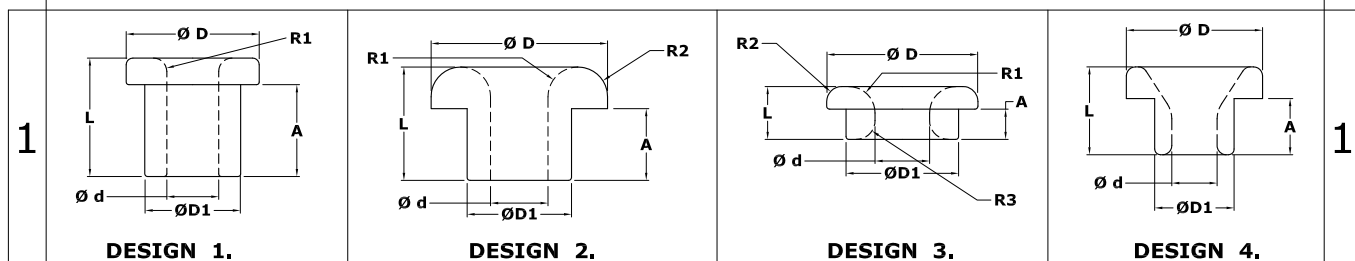 1
Ø D
R1
L
A
Ø d
ØD1
DESIGN 1.
Ø D
R1
R2
L
A
Ø d
ØD1
DESIGN 2.
R2
Ø D
R1
A
L
Ø d
ØD1
R3
DESIGN 3.
Ø D
L
A
Ø d
ØD1
DESIGN 4.
1